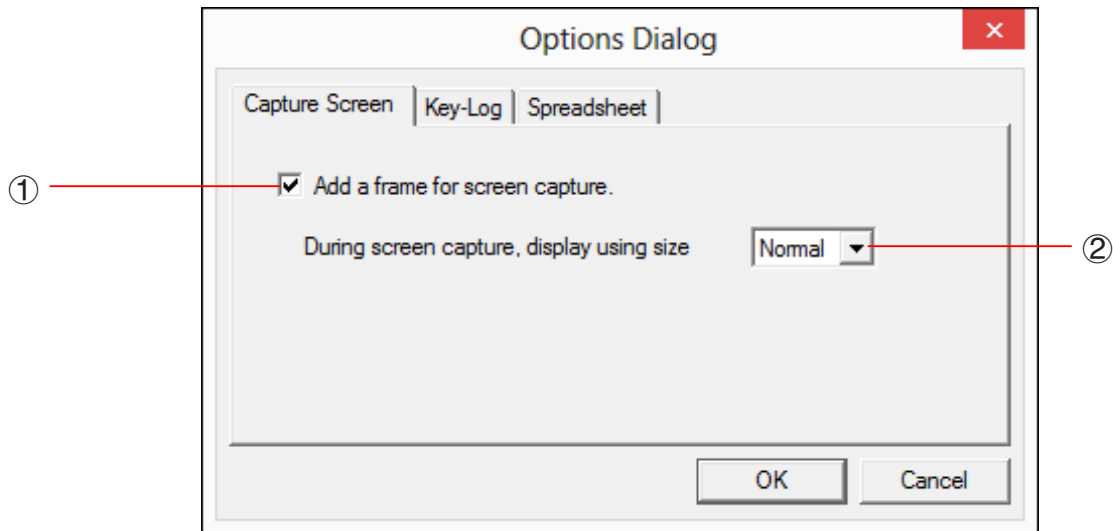 Options Dialog
Capture Screen Key-Log Spreadsheet
① Add a frame for screen capture.
During screen capture, display using size Normal ②
OK Cancel